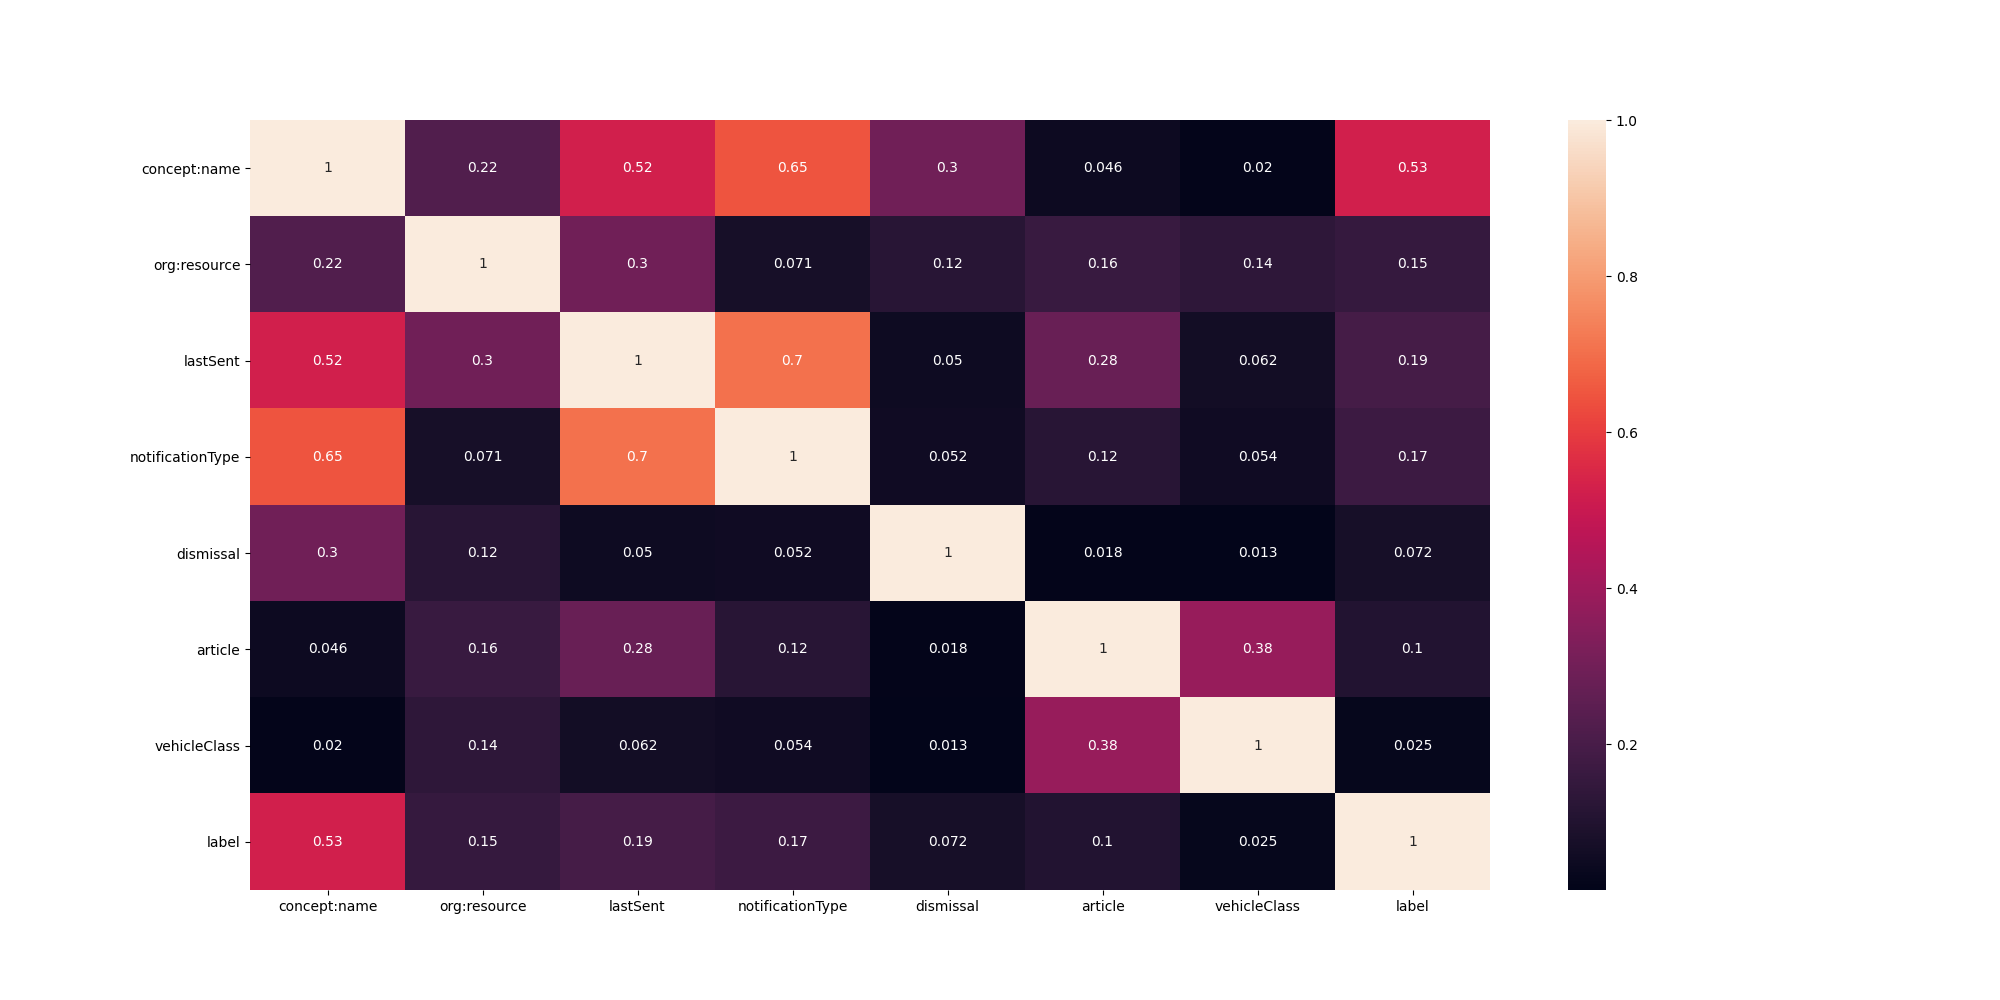 concept:name 1 0.22 0.52 0.65 0.3 0.046 0.02 0.53
org:resource 0.22 1 0.3 0.071 0.12 0.16 0.14 0.15
lastSent 0.52 0.3 1 0.7 0.05 0.28 0.062 0.19
notificationType 0.65 0.071 0.7 1 0.052 0.12 0.054 0.17
dismissal 0.3 0.12 0.05 0.052 1 0.018 0.013 0.072
article 0.046 0.16 0.28 0.12 0.018 1 0.38 0.1
vehicleClass 0.02 0.14 0.062 0.054 0.013 0.38 1 0.025
label 0.53 0.15 0.19 0.17 0.072 0.1 0.025 1
concept:name org:resource lastSent notificationType dismissal article vehicleClass label
1.0
0.8
0.6
0.4
0.2